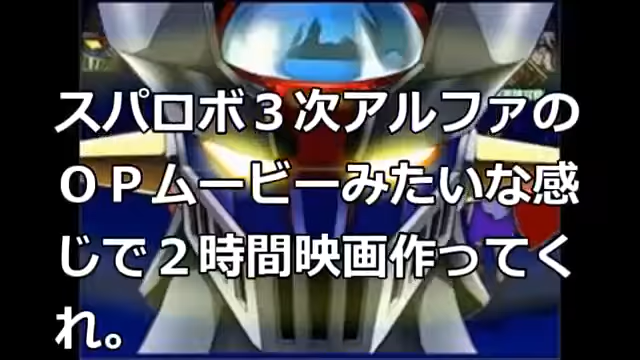 スパロボ３次アルファの
ＯＰムービーみたいな感
じで２時間映画作ってく
れ。